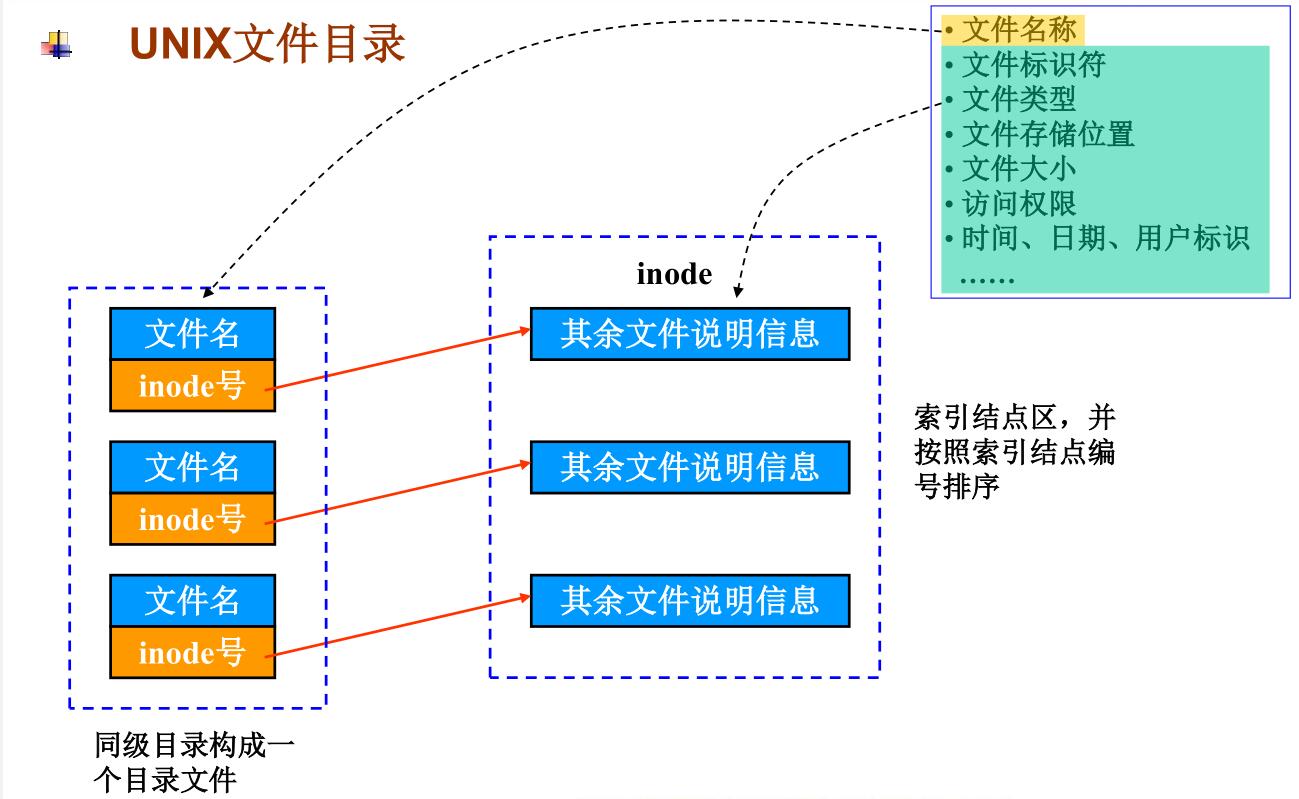 UNIX文件目录
• 文件名称
• 文件标识符
• 文件类型
• 文件存储位置
• 文件大小
• 访问权限
• 时间、日期、用户标识
……
inode
文件名
inode号
其余文件说明信息
文件名
inode号
其余文件说明信息
文件名
inode号
其余文件说明信息
索引结点区，并
按照索引结点编
号排序
同级目录构成一
个目录文件